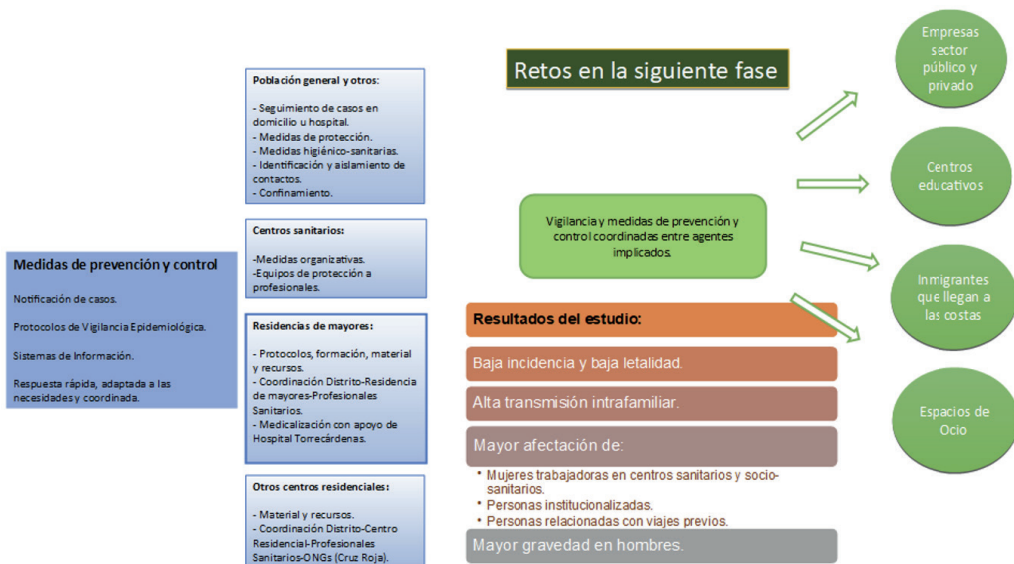 Medidas de prevención y control
Notificación de casos.
Protocolos de Vigilancia Epidemiológica.
Sistemas de Información.
Respuesta rápida, adaptada a las
necesidades y coordinada.
Población general y otros:
- Seguimiento de casos en
domicilio u hospital.
- Medidas de protección.
- Medidas higiénico-sanitarias.
- Identificación y aislamiento de
contactos.
- Confinamiento.
Centros sanitarios:
-Medidas organizativas.
-Equipos de protección a
profesionales.
Residencias de mayores:
- Protocolos, formación, material
y recursos.
- Coordinación Distrito-Residencia
de mayores-Profesionales
Sanitarios.
- Medicalización con apoyo de
Hospital Torrecárdenas.
Otros centros residenciales:
- Material y recursos.
- Coordinación Distrito-Centro
Residencial-Profesionales
Sanitarios-ONGs (Cruz Roja).
Retos en la siguiente fase
Vigilancia y medidas de prevención y
control coordinadas entre agentes
implicados.
Resultados del estudio:
Baja incidencia y baja letalidad.
Alta transmisión intrafamiliar.
Mayor afectación de:
• Mujeres trabajadoras en centros sanitarios y socio-
sanitarios.
• Personas institucionalizadas.
• Personas relacionadas con viajes previos.
Mayor gravedad en hombres.
Empresas
sector
público y
privado
Centros
educativos
Inmigrantes
que llegan a
las costas
Espacios de
Ocio